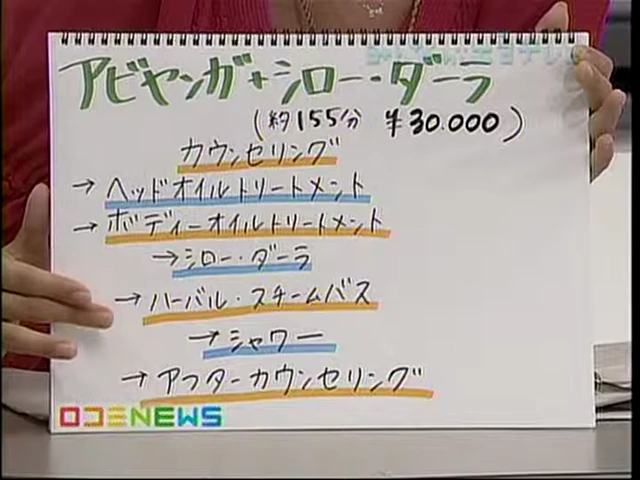 アビヤンガ+シロー・ダーラ
(約155分 ¥30.000)
カウンセリング
→ヘッドオイルトリートメント
→ボディーオイルトリートメント
→シロー・ダーラ
→ハーバル・スチームバス
→シャワー
→アフターカウンセリング
ロコミNEWS